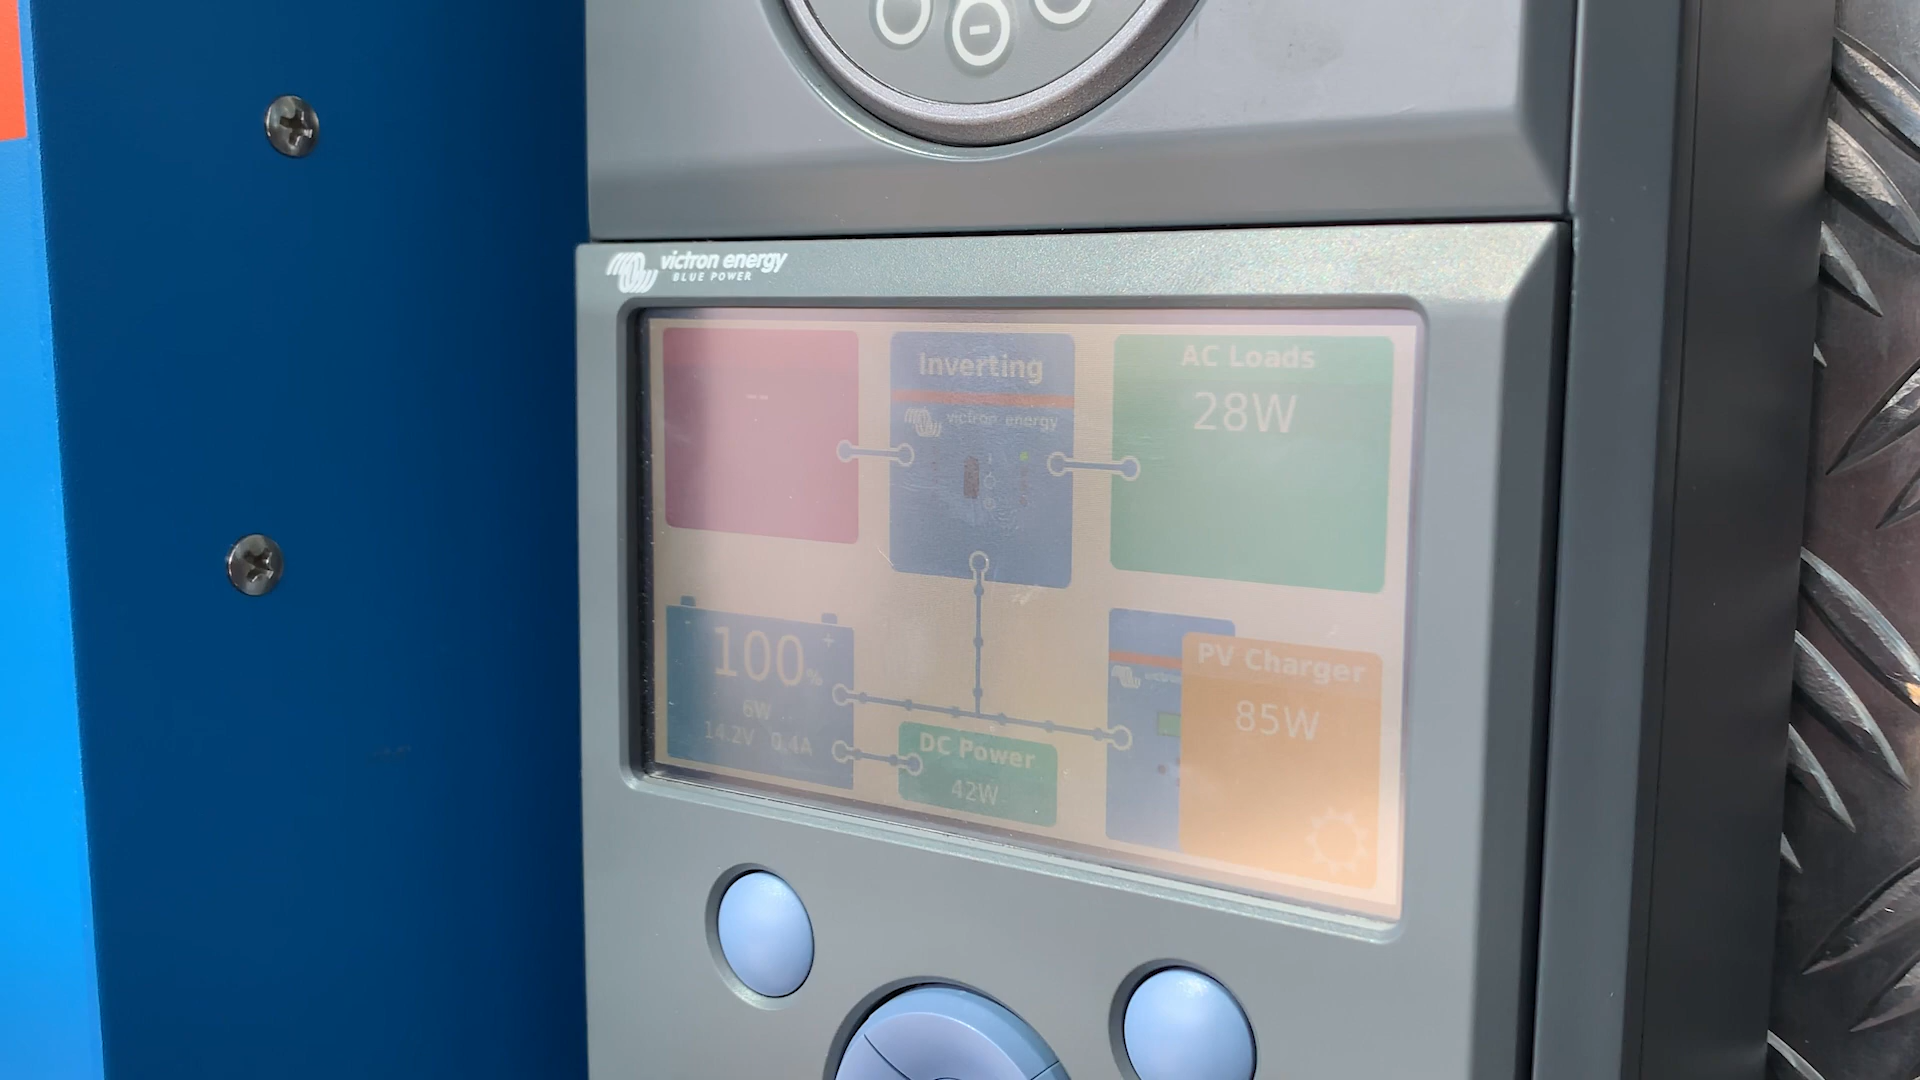 victron energy
BLUE POWER
--
Inverting
victron energy
AC Loads
28W
100%
6W
14.2V 0.4A
DC Power
42W
PV Charger
85W